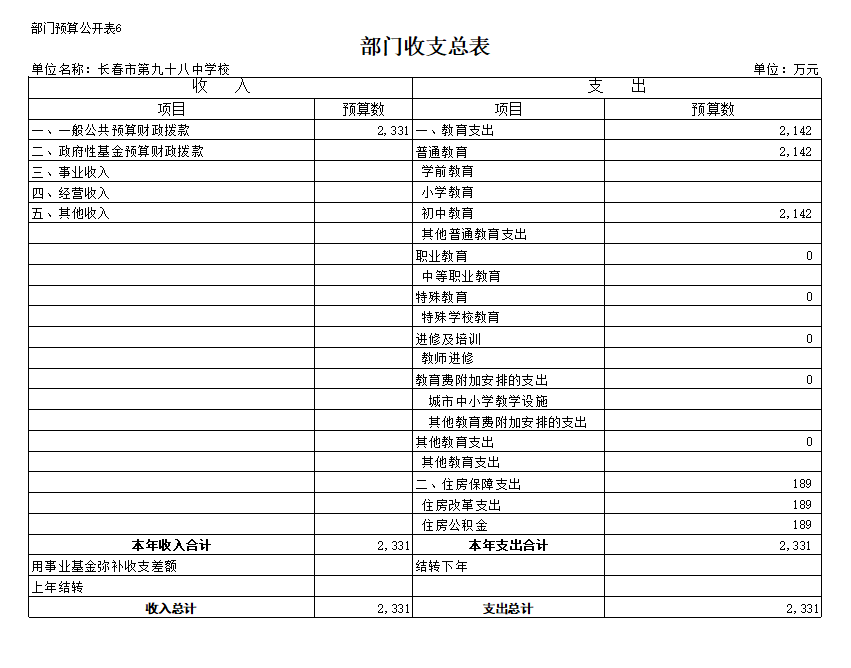 部门预算公开表6
部门收支总表
单位名称：长春市第九十八中学校 单位：万元
收 入 支 出
项目 预算数 项目 预算数
一、一般公共预算财政拨款 2,331 一、教育支出 2,142
二、政府性基金预算财政拨款 普通教育 2,142
三、事业收入 学前教育
四、经营收入 小学教育
五、其他收入 初中教育 2,142
其他普通教育支出
职业教育 0
中等职业教育
特殊教育 0
特殊学校教育
进修及培训 0
教师进修
教育费附加安排的支出 0
城市中小学教学设施
其他教育费附加安排的支出
其他教育支出 0
其他教育支出
二、住房保障支出 189
住房改革支出 189
住房公积金 189
本年收入合计 2,331 本年支出合计 2,331
用事业基金弥补收支差额 结转下年
上年结转
收入总计 2,331 支出总计 2,331